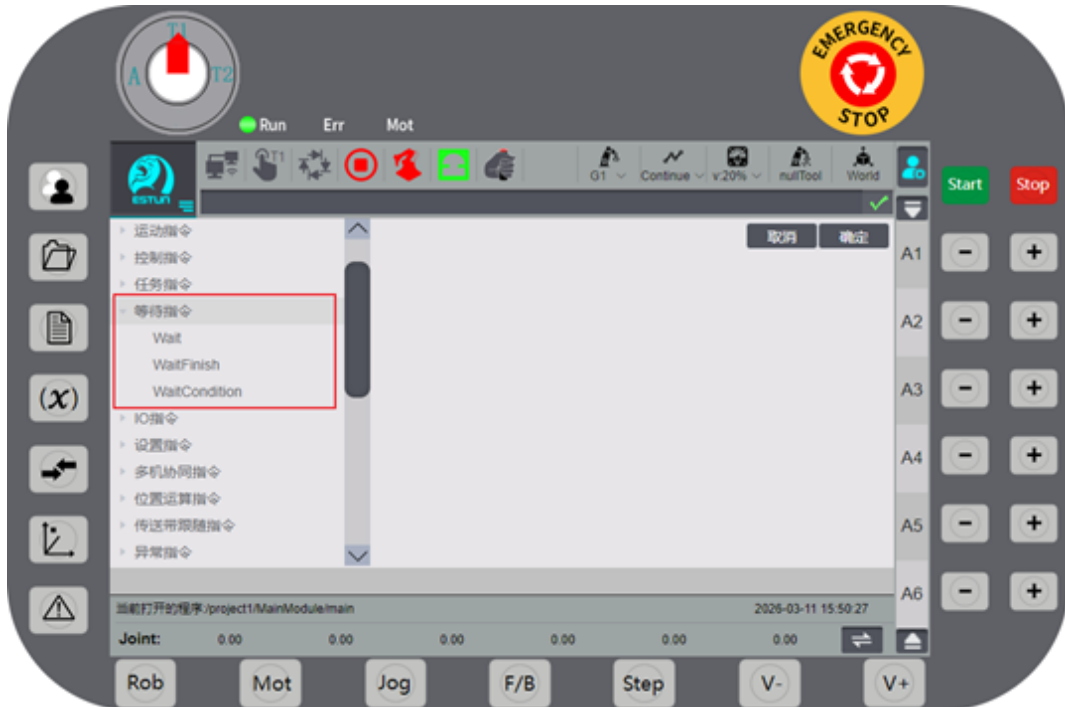 T1
A
T2
EMERGENCY
STOP
Run Err Mot
T1
G1 Continue v:20% nullTool World
ESTUN
Start Stop
运动指令
取消 确定
控制指令
A1
任务指令
等待指令
A2
Wait
WaitFinish
WaitCondition
A3
(x)
IO指令
设置指令
A4
多机协同指令
位置运算指令
传送带跟随指令
A5
异常指令
A6
当前打开的程序:/project1/MainModule/main 2026-03-11 15:50:27
Joint: 0.00 0.00 0.00 0.00 0.00 0.00
Rob Mot Jog F/B Step V- V+